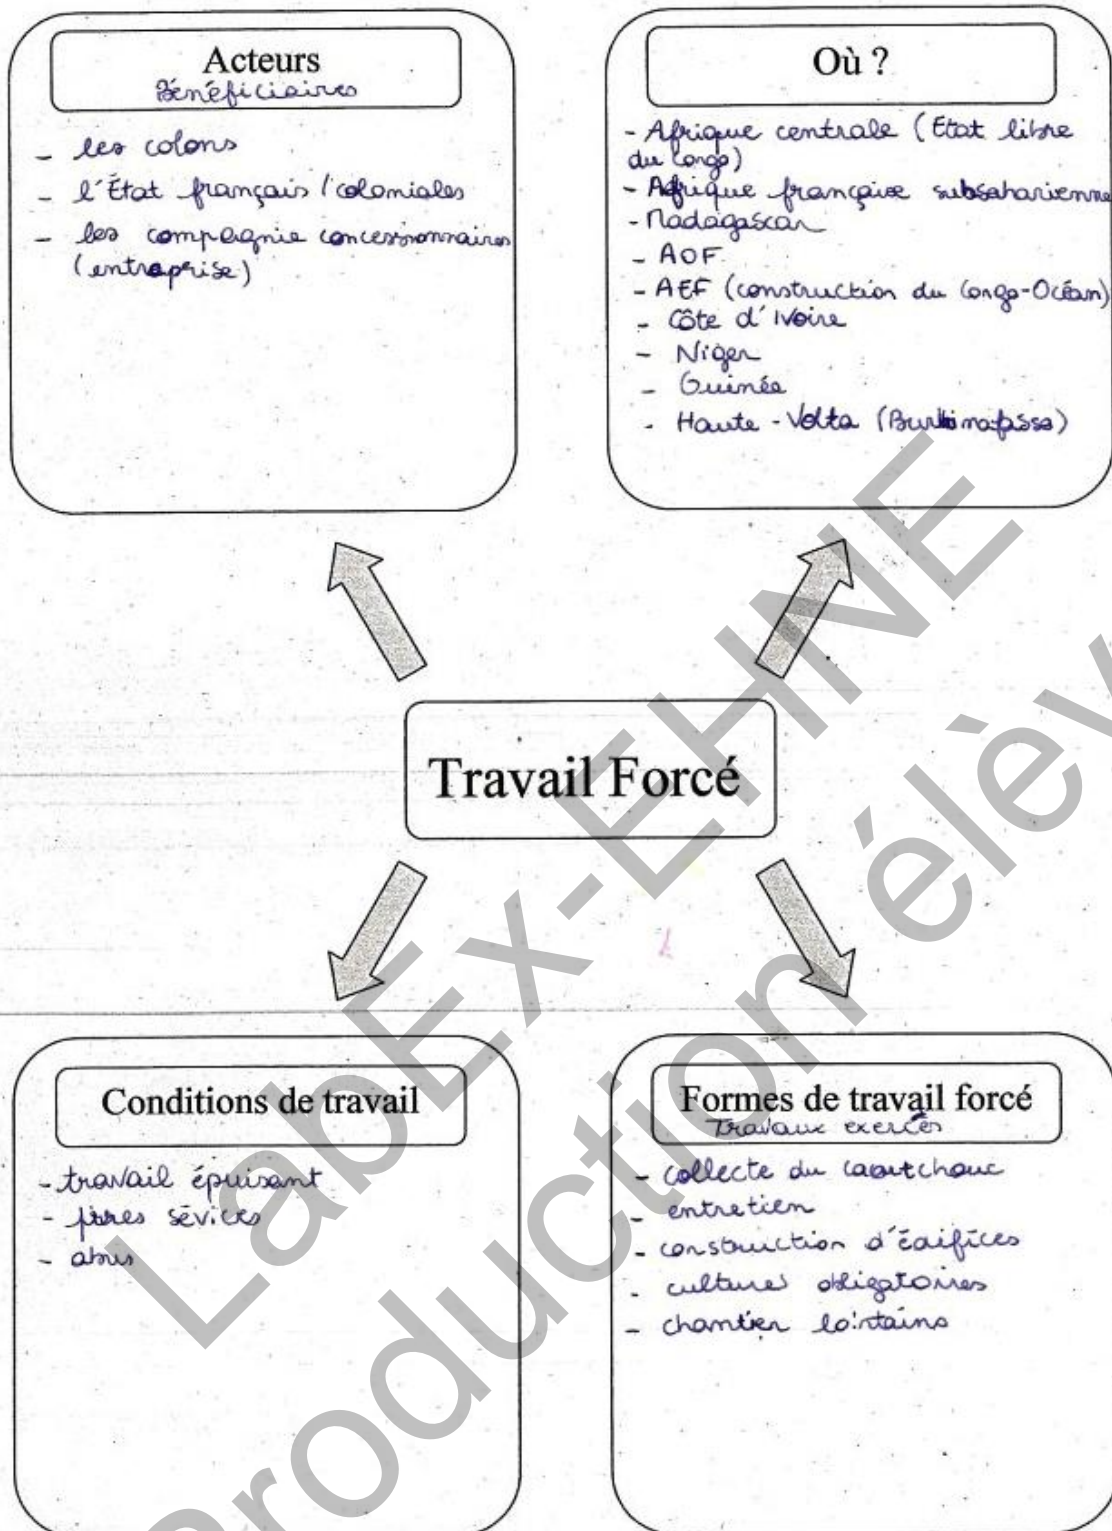 Acteurs
Bénéficiaires
- les colons
- l'État français / coloniales
- les compagnie concessionnaires
(entreprise)
Où ?
- Afrique centrale (Etat libre
du Congo)
- Afrique française subsaharienne
- Madagascar
- AOF
- AEF (construction du Congo-Océan)
- Côte d'Ivoire
- Niger
- Guinée
- Haute-Volta (Burkinafasso)
Travail Forcé
Conditions de travail
- travail épuisant
- pires sévices
- abus
Formes de travail forcé
Travaux exercés
- collecte du caoutchouc
- entretien
- construction d'édifices
- cultures obligatoires
- chantier lointains
LabEx-EHNE
Production élèv